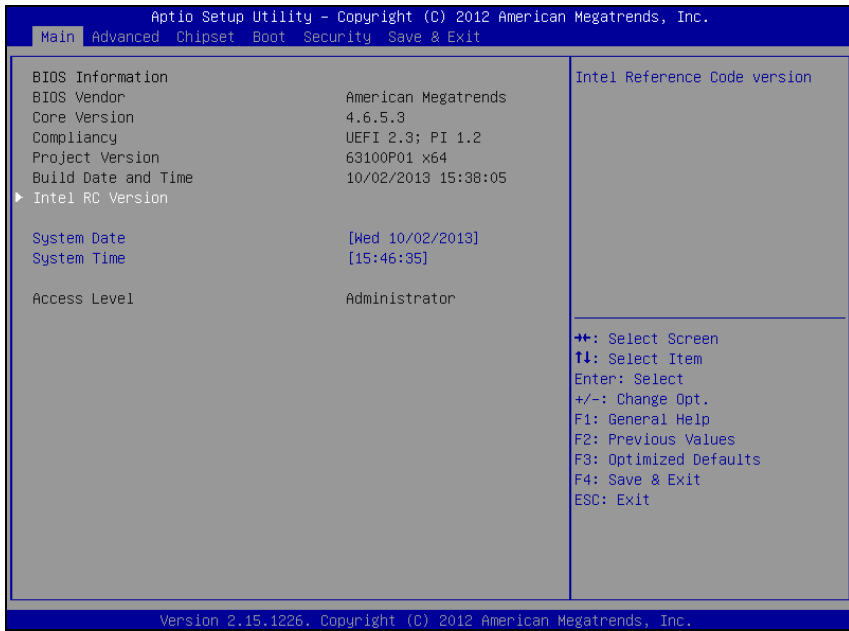 Aptio Setup Utility – Copyright (C) 2012 American Megatrends, Inc.
Main Advanced Chipset Boot Security Save & Exit
BIOS Information
BIOS Vendor American Megatrends
Core Version 4.6.5.3
Compliancy UEFI 2.3; PI 1.2
Project Version 63100P01 x64
Build Date and Time 10/02/2013 15:38:05
▶ Intel RC Version
System Date [Wed 10/02/2013]
System Time [15:46:35]
Access Level Administrator
Intel Reference Code version
→←: Select Screen
↑↓: Select Item
Enter: Select
+/-: Change Opt.
F1: General Help
F2: Previous Values
F3: Optimized Defaults
F4: Save & Exit
ESC: Exit
Version 2.15.1226. Copyright (C) 2012 American Megatrends, Inc.